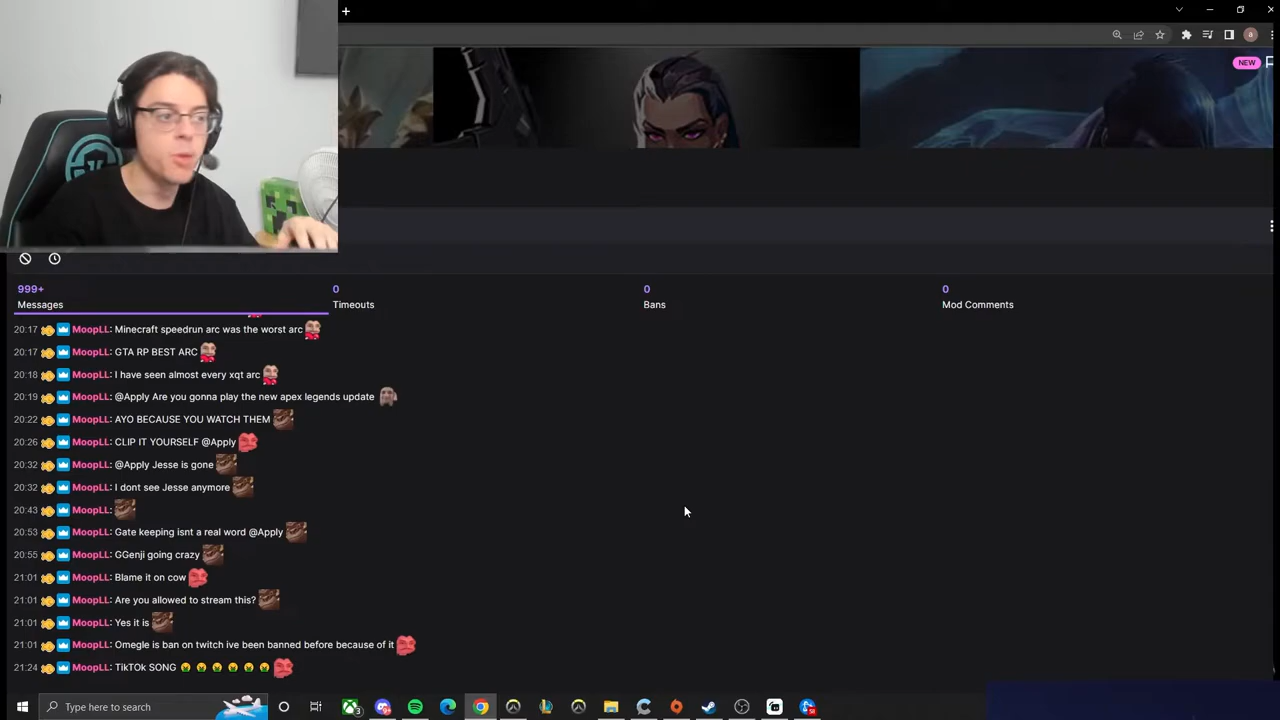 NEW
999+
Messages
0
Timeouts
0
Bans
0
Mod Comments
20:17 MoopLL: Minecraft speedrun arc was the worst arc
20:17 MoopLL: GTA RP BEST ARC
20:18 MoopLL: I have seen almost every xqt arc
20:19 MoopLL: @Apply Are you gonna play the new apex legends update
20:22 MoopLL: AYO BECAUSE YOU WATCH THEM
20:26 MoopLL: CLIP IT YOURSELF @Apply
20:32 MoopLL: @Apply Jesse is gone
20:32 MoopLL: I dont see Jesse anymore
20:43 MoopLL:
20:53 MoopLL: Gate keeping isnt a real word @Apply
20:55 MoopLL: GGenji going crazy
21:01 MoopLL: Blame it on cow
21:01 MoopLL: Are you allowed to stream this?
21:01 MoopLL: Yes it is
21:01 MoopLL: Omegle is ban on twitch ive been banned before because of it
21:24 MoopLL: TikTOk SONG
Type here to search